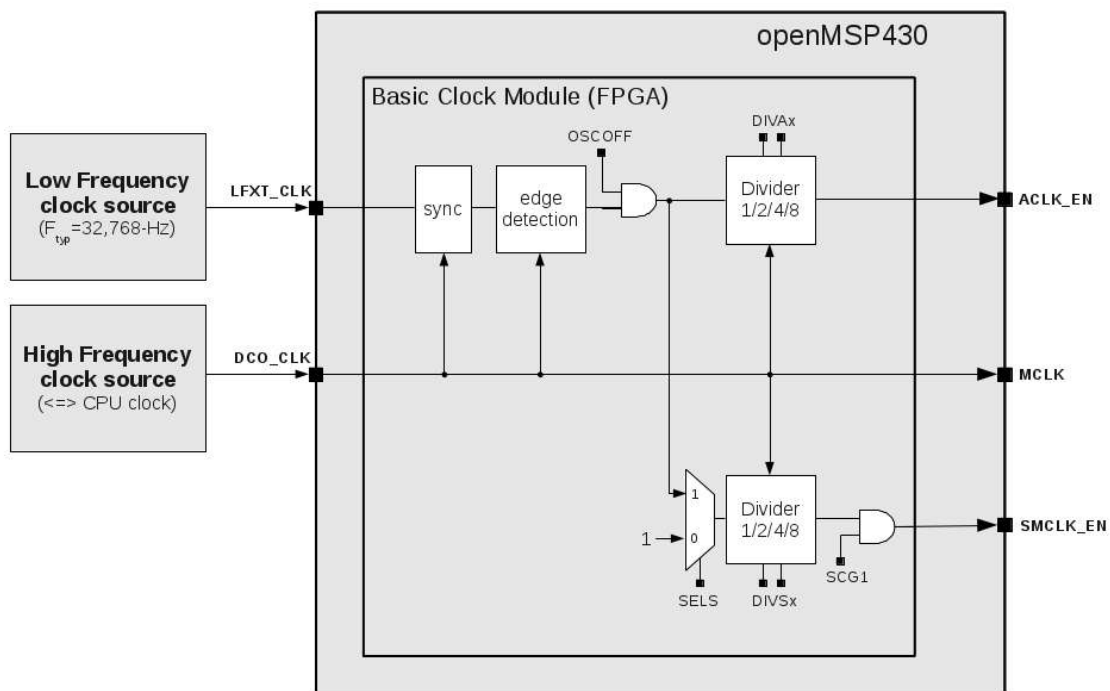 openMSP430
Basic Clock Module (FPGA)
OSCOFF
DIVAx
Low Frequency
clock source
(Ftyp=32,768-Hz)
LFXT_CLK
sync
edge
detection
Divider
1/2/4/8
ACLK_EN
High Frequency
clock source
(<=> CPU clock)
DCO_CLK
MCLK
1
1
0
Divider
1/2/4/8
SMCLK_EN
SELS
DIVSx
SCG1